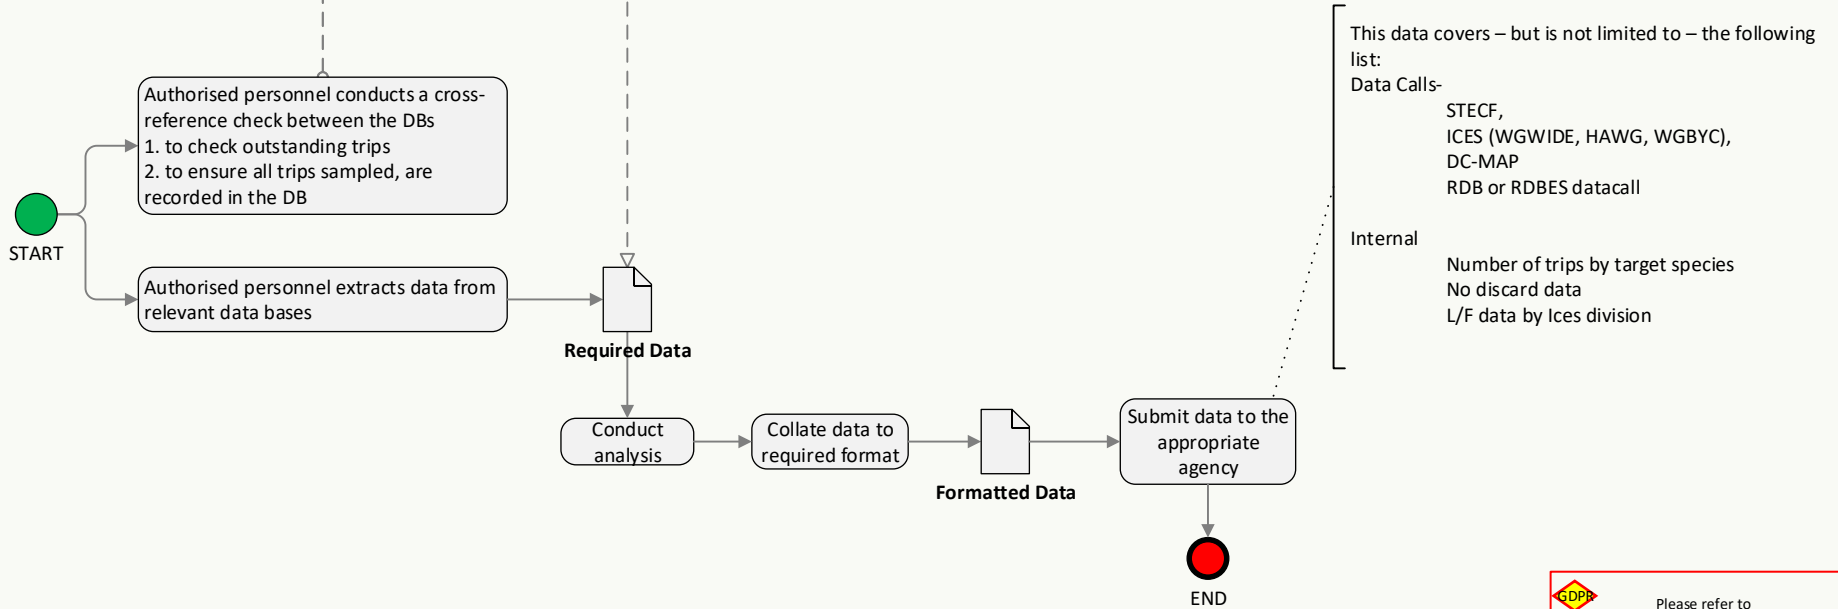 Authorised personnel conducts a cross-
reference check between the DBs
1. to check outstanding trips
2. to ensure all trips sampled, are
recorded in the DB
START
Authorised personnel extracts data from
relevant data bases
Required Data
Conduct
analysis
Collate data to
required format
Formatted Data
Submit data to the
appropriate
agency
END
This data covers – but is not limited to – the following
list:
Data Calls-
STECF,
ICES (WGWIDE, HAWG, WGBYC),
DC-MAP
RDB or RDBES datacall
Internal
Number of trips by target species
No discard data
L/F data by Ices division
GDPR
Please refer to